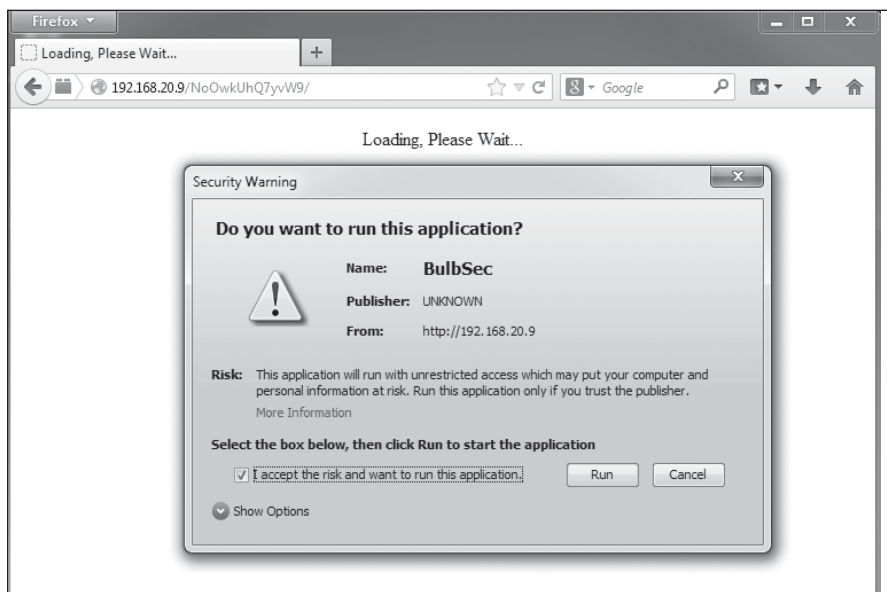 Firefox
Loading, Please Wait...
192.168.20.9/NoOwkUhQ7yvW9/
Google
Loading, Please Wait...
Security Warning
Do you want to run this application?
Name: BulbSec
Publisher: UNKNOWN
From: http://192.168.20.9
Risk: This application will run with unrestricted access which may put your computer and
personal information at risk. Run this application only if you trust the publisher.
More Information
Select the box below, then click Run to start the application
I accept the risk and want to run this application.
Run Cancel
Show Options